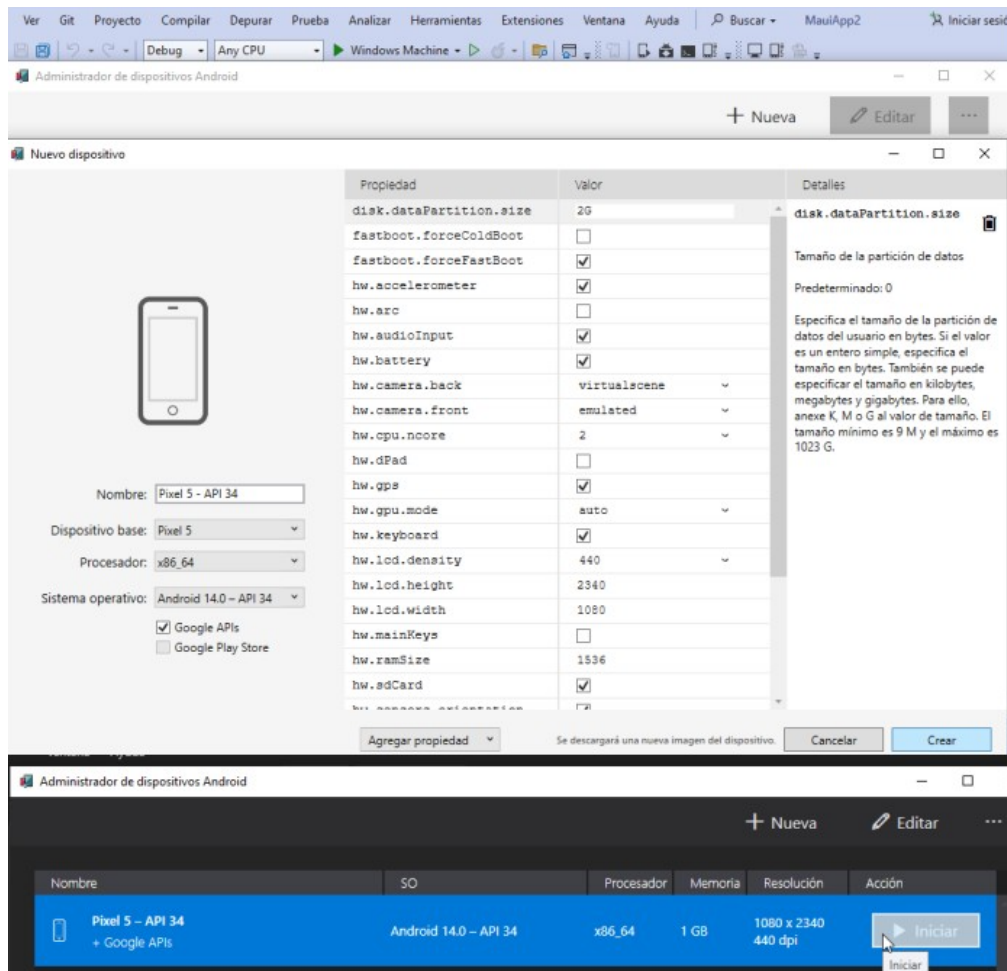 Ver Git Proyecto Compilar Depurar Prueba Analizar Herramientas Extensiones Ventana Ayuda Buscar MauiApp2 Iniciar sesió
Debug Any CPU Windows Machine
Administrador de dispositivos Android
+ Nueva Editar ...
Nuevo dispositivo
Propiedad Valor Detalles
disk.dataPartition.size 2G
fastboot.forceColdBoot
fastboot.forceFastBoot
hw.accelerometer
hw.arc
hw.audioInput
hw.battery
hw.camera.back virtualscene
hw.camera.front emulated
hw.cpu.ncore 2
hw.dPad
hw.gps
hw.gpu.mode auto
hw.keyboard
hw.lcd.density 440
hw.lcd.height 2340
hw.lcd.width 1080
hw.mainKeys
hw.ramSize 1536
hw.sdCard
disk.dataPartition.size
Tamaño de la partición de datos
Predeterminado: 0
Especifica el tamaño de la partición de
datos del usuario en bytes. Si el valor
es un entero simple, especifica el
tamaño en bytes. También se puede
especificar el tamaño en kilobytes,
megabytes y gigabytes. Para ello,
anexe K, M o G al valor de tamaño. El
tamaño mínimo es 9 M y el máximo es
1023 G.
Nombre: Pixel 5 - API 34
Dispositivo base: Pixel 5
Procesador: x86_64
Sistema operativo: Android 14.0 – API 34
Google APIs
Google Play Store
Agregar propiedad Se descargará una nueva imagen del dispositivo. Cancelar Crear
Administrador de dispositivos Android
+ Nueva Editar ...
Nombre SO Procesador Memoria Resolución Acción
Pixel 5 – API 34
+ Google APIs
Android 14.0 – API 34 x86_64 1 GB 1080 x 2340
440 dpi
Iniciar
Iniciar